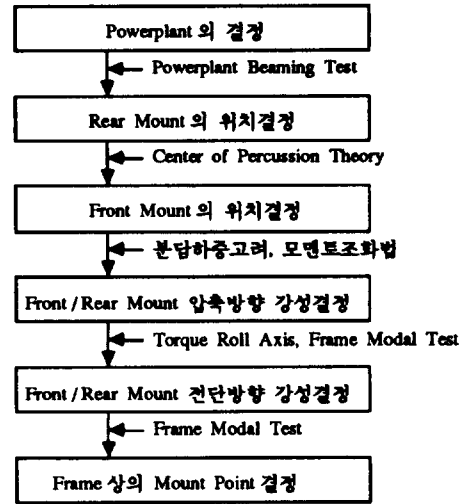 Powerplant 의 결정
Powerplant Beaming Test
Rear Mount 의 위치결정
Center of Percussion Theory
Front Mount 의 위치결정
분담하중고려, 모멘트조화법
Front / Rear Mount 압축방향 강성결정
Torque Roll Axis, Frame Modal Test
Front / Rear Mount 전단방향 강성결정
Frame Modal Test
Frame 상의 Mount Point 결정